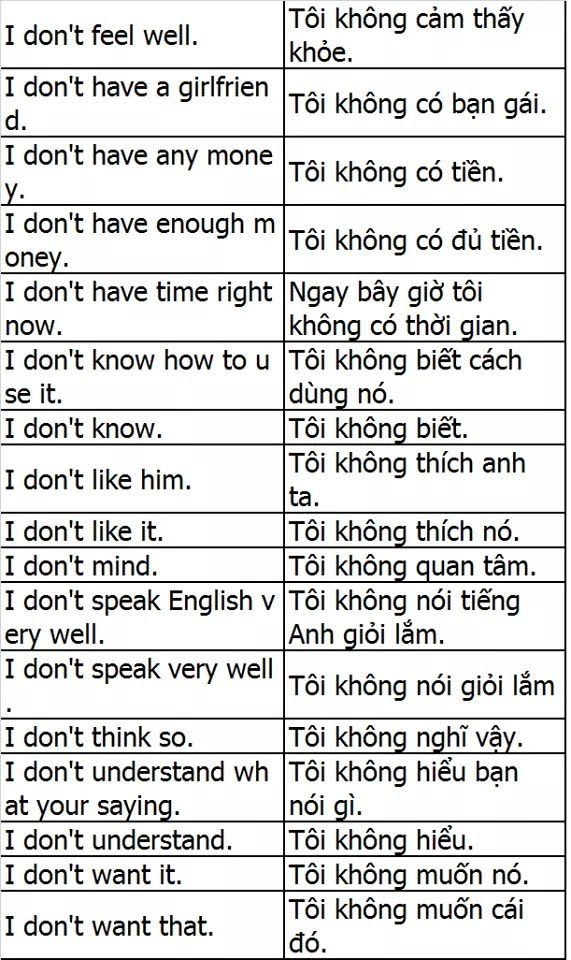 I don't feel well.
Tôi không cảm thấy
khỏe.
I don't have a girlfrien
d.
Tôi không có bạn gái.
I don't have any mone
y.
Tôi không có tiền.
I don't have enough m
oney.
Tôi không có đủ tiền.
I don't have time right
now.
Ngay bây giờ tôi
không có thời gian.
I don't know how to u
se it.
Tôi không biết cách
dùng nó.
I don't know.
Tôi không biết.
I don't like him.
Tôi không thích anh
ta.
I don't like it.
Tôi không thích nó.
I don't mind.
Tôi không quan tâm.
I don't speak English v
ery well.
Tôi không nói tiếng
Anh giỏi lắm.
I don't speak very well
.
Tôi không nói giỏi lắm
I don't think so.
Tôi không nghĩ vậy.
I don't understand wh
at your saying.
Tôi không hiểu bạn
nói gì.
I don't understand.
Tôi không hiểu.
I don't want it.
Tôi không muốn nó.
I don't want that.
Tôi không muốn cái
đó.